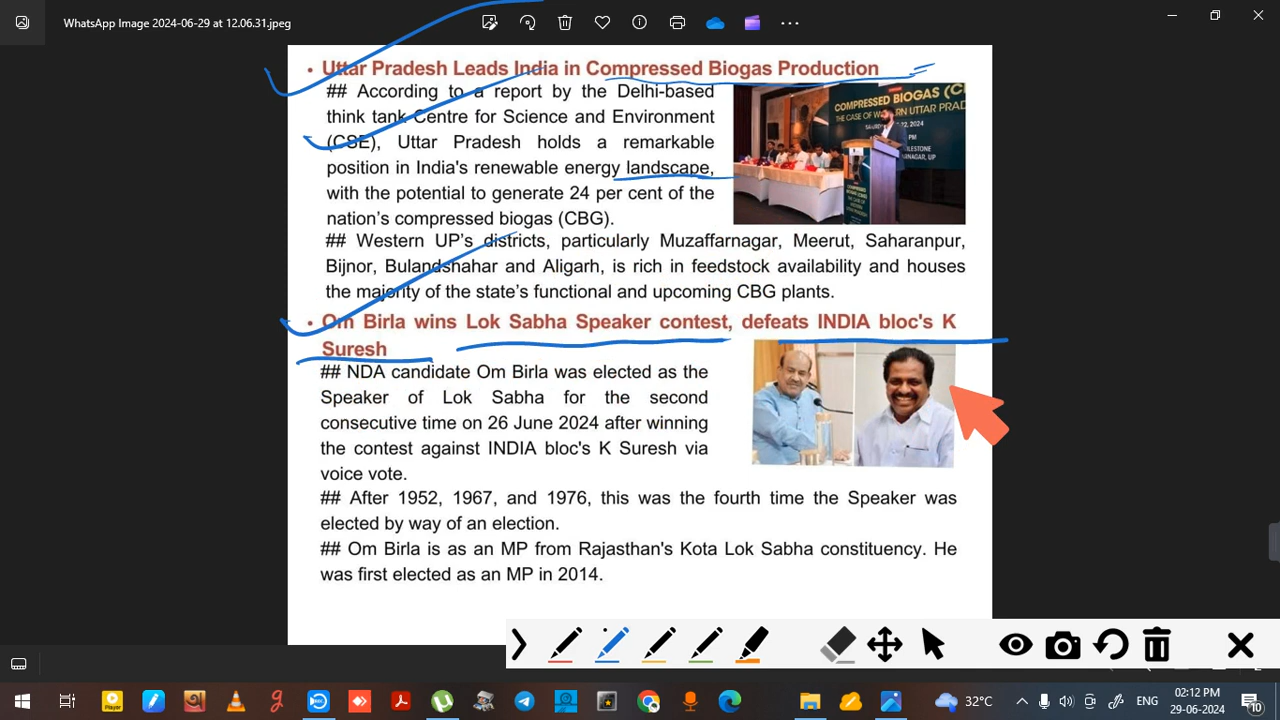 WhatsApp Image 2024-06-29 at 12.06.31.jpeg
• Uttar Pradesh Leads India in Compressed Biogas Production
## According to a report by the Delhi-based
think tank Centre for Science and Environment
(CSE), Uttar Pradesh holds a remarkable
position in India's renewable energy landscape,
with the potential to generate 24 per cent of the
nation's compressed biogas (CBG).
COMPRESSED BIOGAS (C
THE CASE OF WESTERN UTTAR PRAD
## Western UP's districts, particularly Muzaffarnagar, Meerut, Saharanpur,
Bijnor, Bulandshahar and Aligarh, is rich in feedstock availability and houses
the majority of the state's functional and upcoming CBG plants.
• Om Birla wins Lok Sabha Speaker contest, defeats INDIA bloc's K
Suresh
## NDA candidate Om Birla was elected as the
Speaker of Lok Sabha for the second
consecutive time on 26 June 2024 after winning
the contest against INDIA bloc's K Suresh via
voice vote.
## After 1952, 1967, and 1976, this was the fourth time the Speaker was
elected by way of an election.
## Om Birla is as an MP from Rajasthan's Kota Lok Sabha constituency. He
was first elected as an MP in 2014.
Player
32°C
ENG
02:12 PM
29-06-2024
10